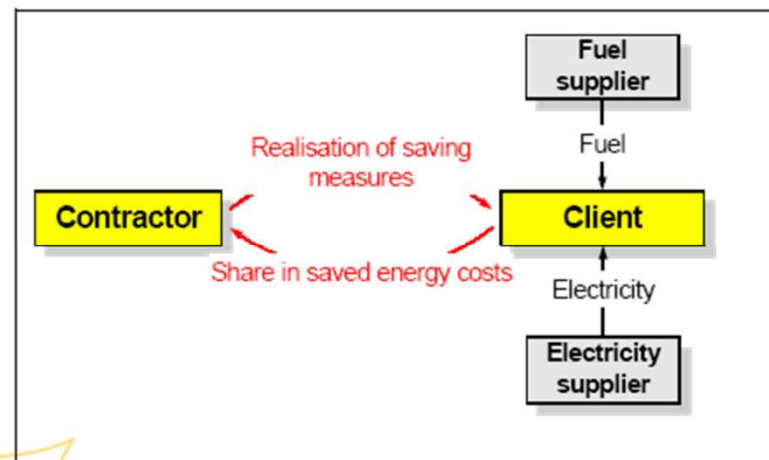 Fuel
supplier
Fuel
Realisation of saving
measures
Contractor
Client
Share in saved energy costs
Electricity
Electricity
supplier